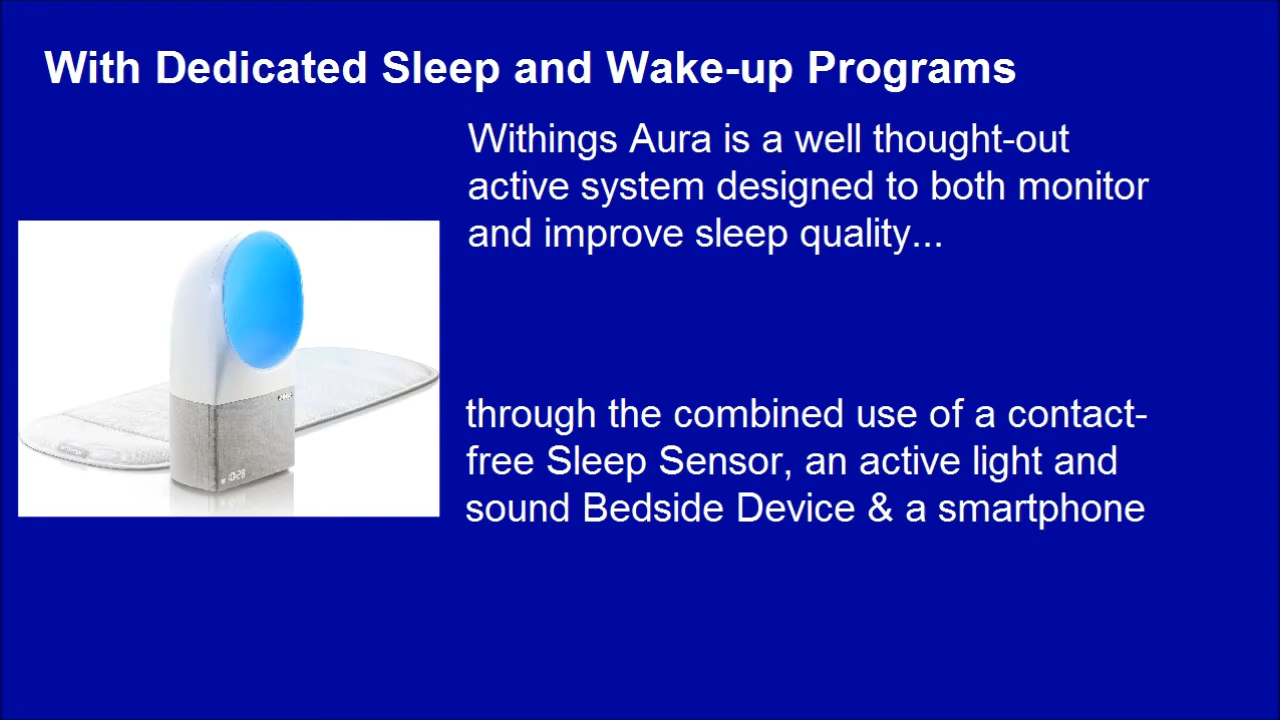 With Dedicated Sleep and Wake-up Programs
Withings Aura is a well thought-out
active system designed to both monitor
and improve sleep quality...
through the combined use of a contact-
free Sleep Sensor, an active light and
sound Bedside Device & a smartphone